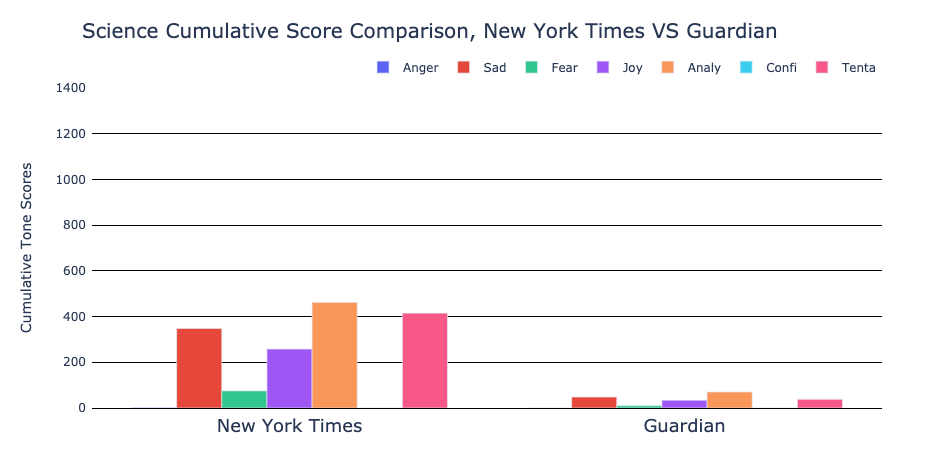 Science Cumulative Score Comparison, New York Times VS Guardian
Anger Sad Fear Joy Analy Confi Tenta
1400
1200
1000
800
600
400
200
0
Cumulative Tone Scores
New York Times Guardian